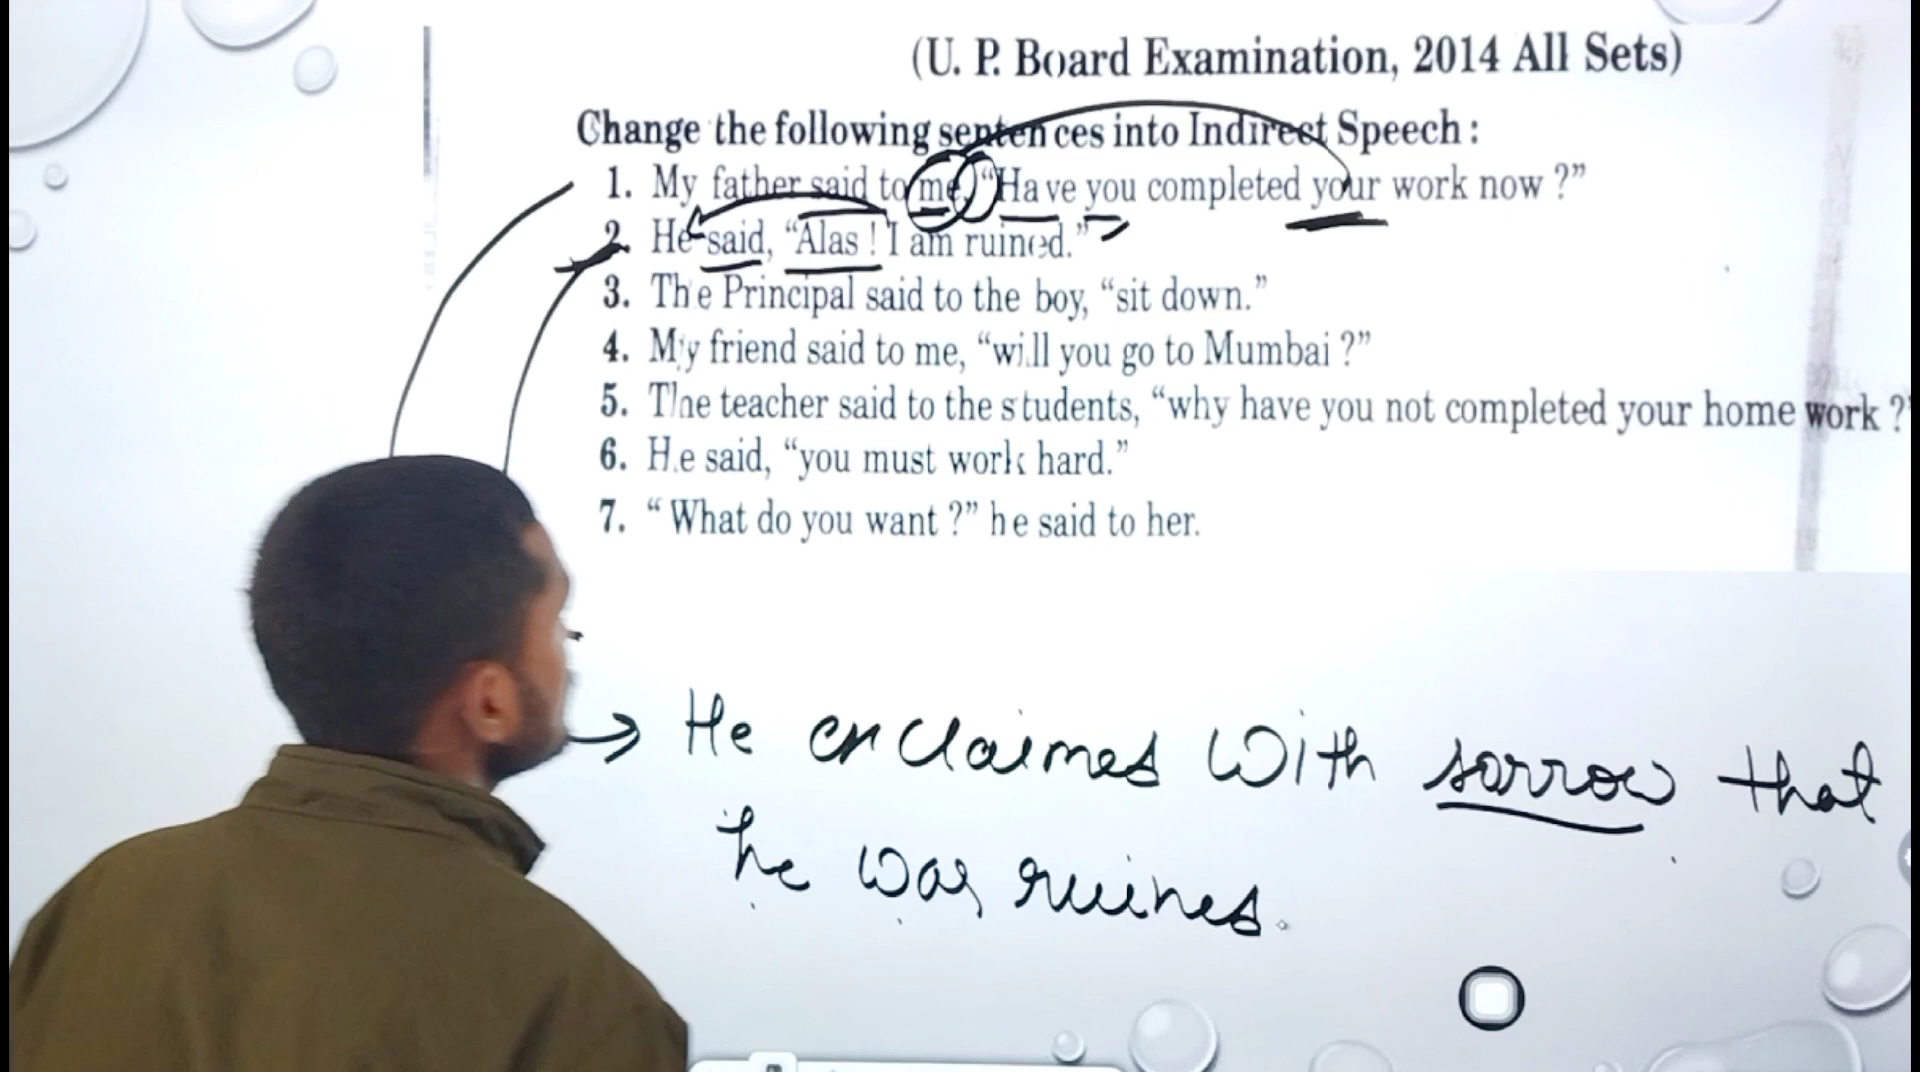 (U. P. Board Examination, 2014 All Sets)
Change the following sentences into Indirect Speech :
1. My father said to me, “Have you completed your work now ?”
2. He said, “Alas ! I am ruined.”
3. The Principal said to the boy, “sit down.”
4. My friend said to me, “will you go to Mumbai ?”
5. The teacher said to the students, “why have you not completed your home work ?”
6. He said, “you must work hard.”
7. “What do you want ?” he said to her.
→ He exclaimed with sorrow that
he was ruined.